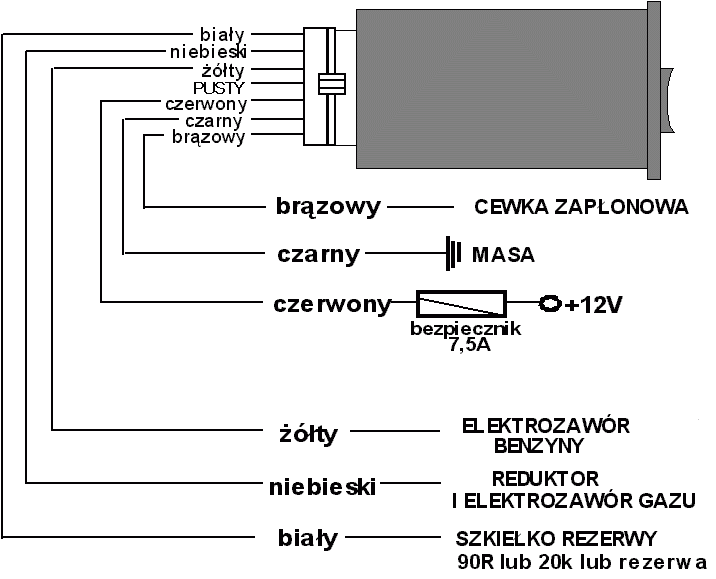 biały
niebieski
żółty
PUSTY
czerwony
czarny
brązowy
brązowy CEWKA ZAPŁONOWA
czarny MASA
czerwony +12V
bezpiecznik
7,5A
żółty ELEKTROZAWÓR
BENZYNY
niebieski REDUKTOR
I ELEKTROZAWÓR GAZU
biały SZKIEŁKO REZERWY
90R lub 20k lub rezerwa